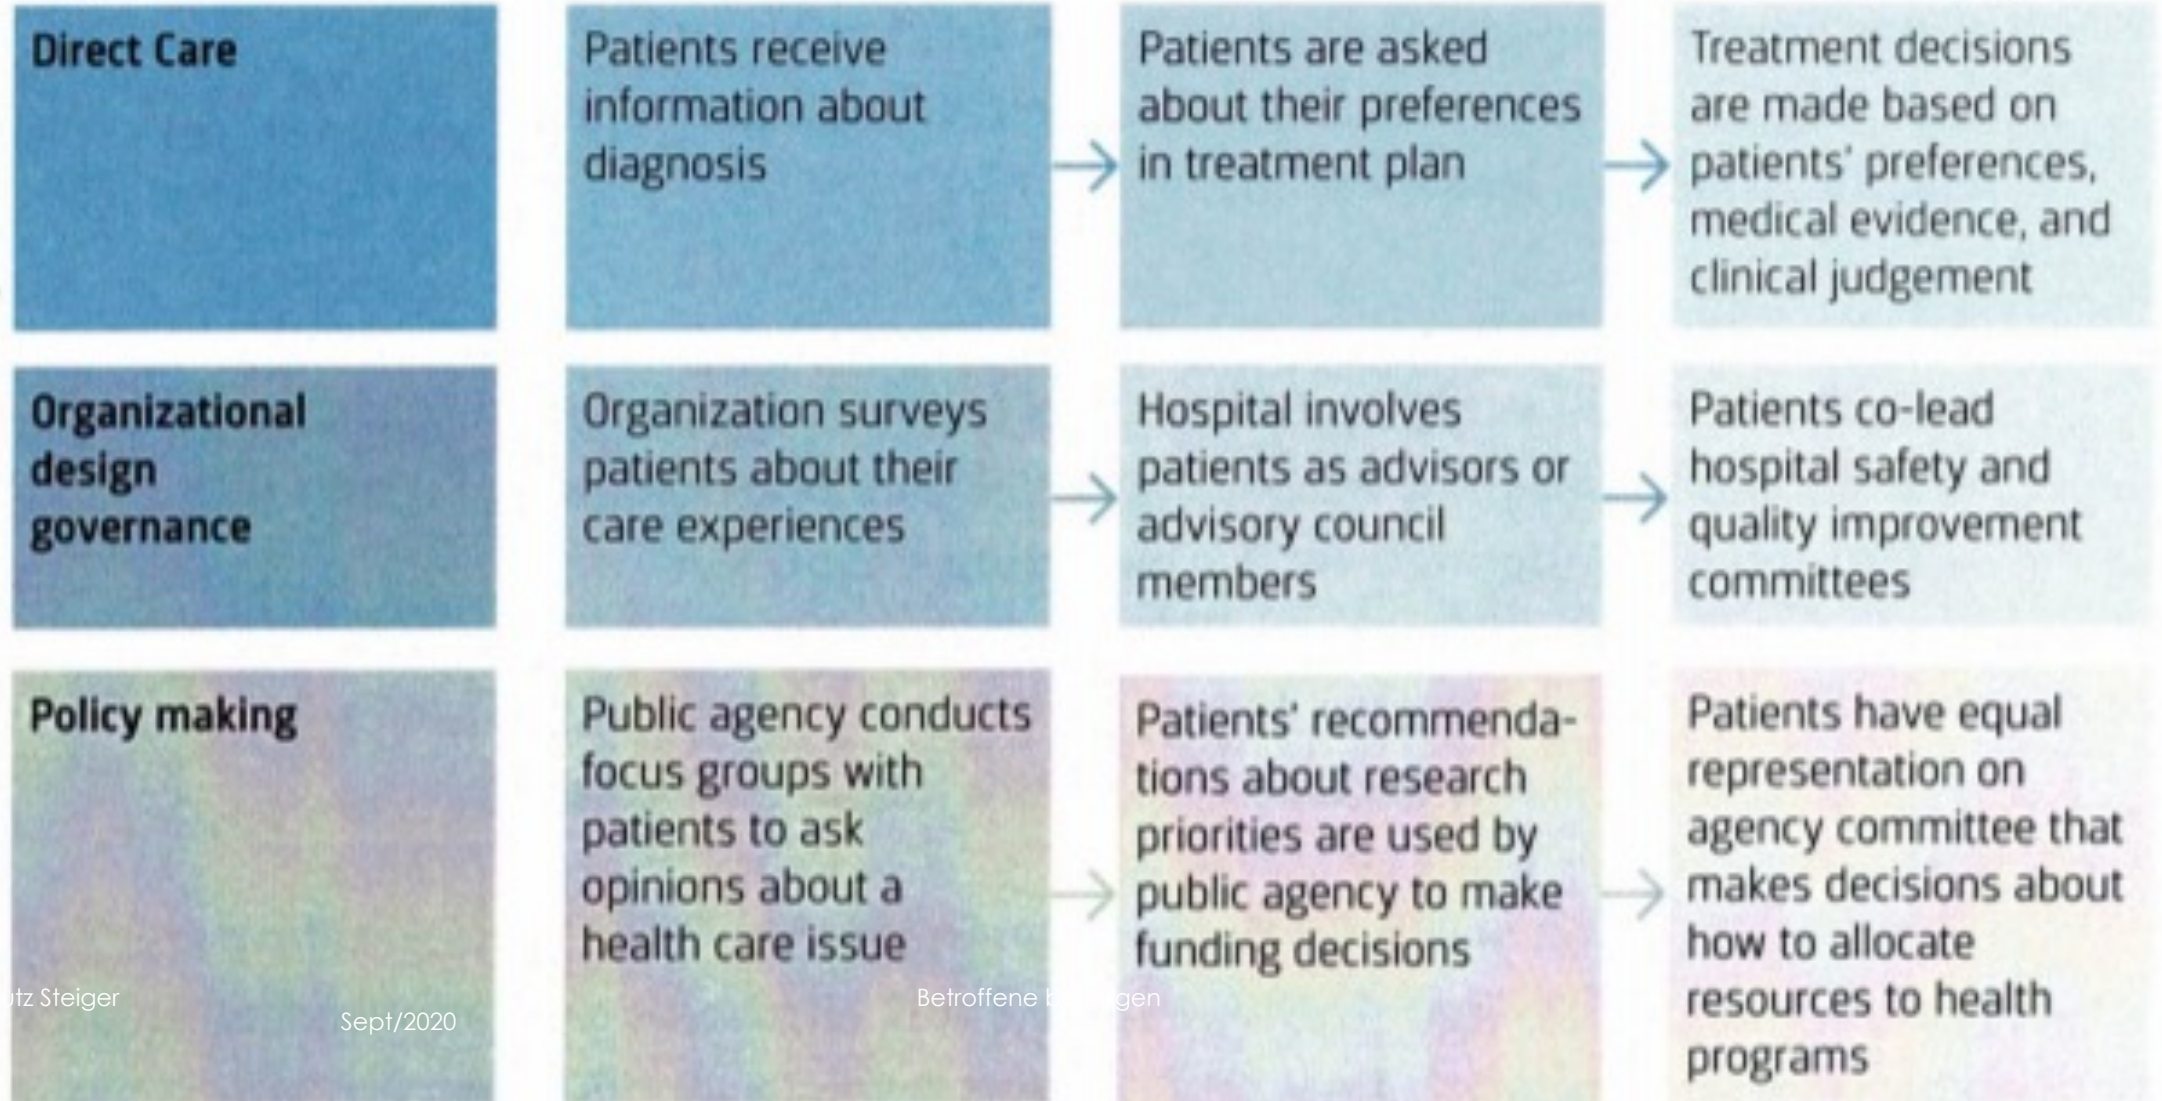 Direct Care
Patients receive
information about
diagnosis
Patients are asked
about their preferences
in treatment plan
Treatment decisions
are made based on
patients' preferences,
medical evidence, and
clinical judgement
Organizational
design
governance
Organization surveys
patients about their
care experiences
Hospital involves
patients as advisors or
advisory council
members
Patients co-lead
hospital safety and
quality improvement
committees
Policy making
Public agency conducts
focus groups with
patients to ask
opinions about a
health care issue
Patients' recommenda-
tions about research
priorities are used by
public agency to make
funding decisions
Patients have equal
representation on
agency committee that
makes decisions about
how to allocate
resources to health
programs
Steiger
Sept/2020
Betroffene